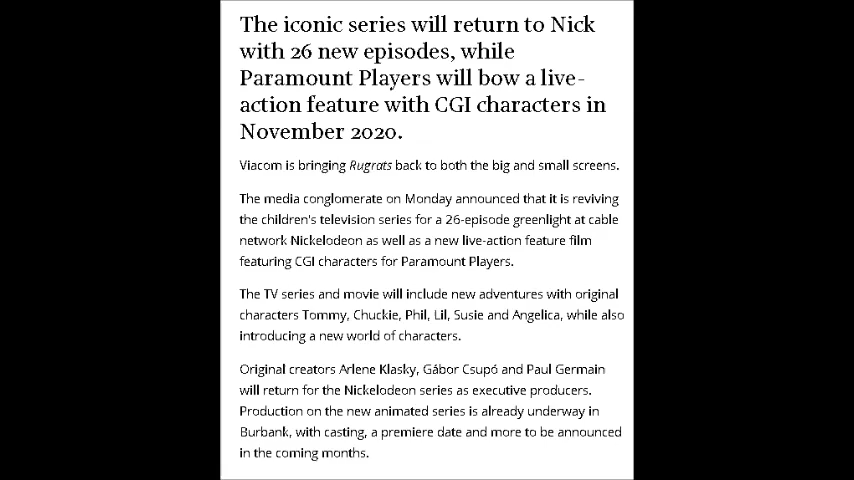 The iconic series will return to Nick
with 26 new episodes, while
Paramount Players will bow a live-
action feature with CGI characters in
November 2020.
Viacom is bringing Rugrats back to both the big and small screens.
The media conglomerate on Monday announced that it is reviving
the children's television series for a 26-episode greenlight at cable
network Nickelodeon as well as a new live-action feature film
featuring CGI characters for Paramount Players.
The TV series and movie will include new adventures with original
characters Tommy, Chuckie, Phil, Lil, Susie and Angelica, while also
introducing a new world of characters.
Original creators Arlene Klasky, Gábor Csupó and Paul Germain
will return for the Nickelodeon series as executive producers.
Production on the new animated series is already underway in
Burbank, with casting, a premiere date and more to be announced
in the coming months.